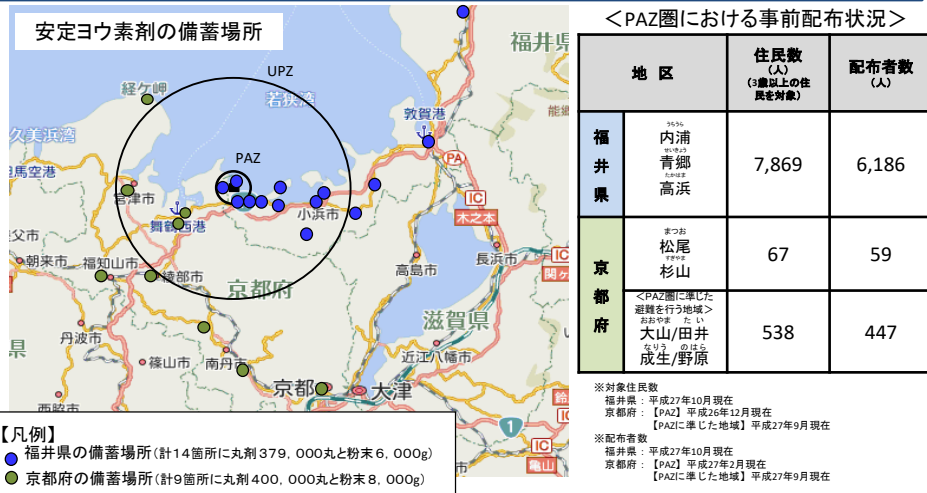 安定ヨウ素剤の備蓄場所
UPZ
PAZ
経ケ岬
若狭湾
福井県
敦賀港
能郷
久美浜湾
但馬空港
宮津市
舞鶴西港
小浜市
PA
IC
木之本
IC
関ヶ
長浜市
高島市
父市
朝来市
福知山市
綾部市
京都府
滋賀県
県
丹波市
篠山市
南丹市
近江八幡市
京都
大津
西脇市
1
IC
亀山
【凡例】
福井県の備蓄場所(計14箇所に丸剤379,000丸と粉末6,000g)
京都府の備蓄場所(計9箇所に丸剤400,000丸と粉末8,000g)
<PAZ圏における事前配布状況>
地 区
住民数
(人)
(3歳以上の住
民を対象)
配布者数
(人)
福井県
うちうら
内浦
せいきょう
青郷
たかはま
高浜
7,869
6,186
京都府
まつお
松尾
すぎやま
杉山
67
59
<PAZ圏に準じた
避難を行う地域>
おおやま たい
大山/田井
なりう のはら
成生/野原
538
447
※対象住民数
福井県:平成27年10月現在
京都府:【PAZ】平成26年12月現在
【PAZに準じた地域】平成27年9月現在
※配布者数
福井県:平成27年10月現在
京都府:【PAZ】平成27年2月現在
【PAZに準じた地域】平成27年9月現在